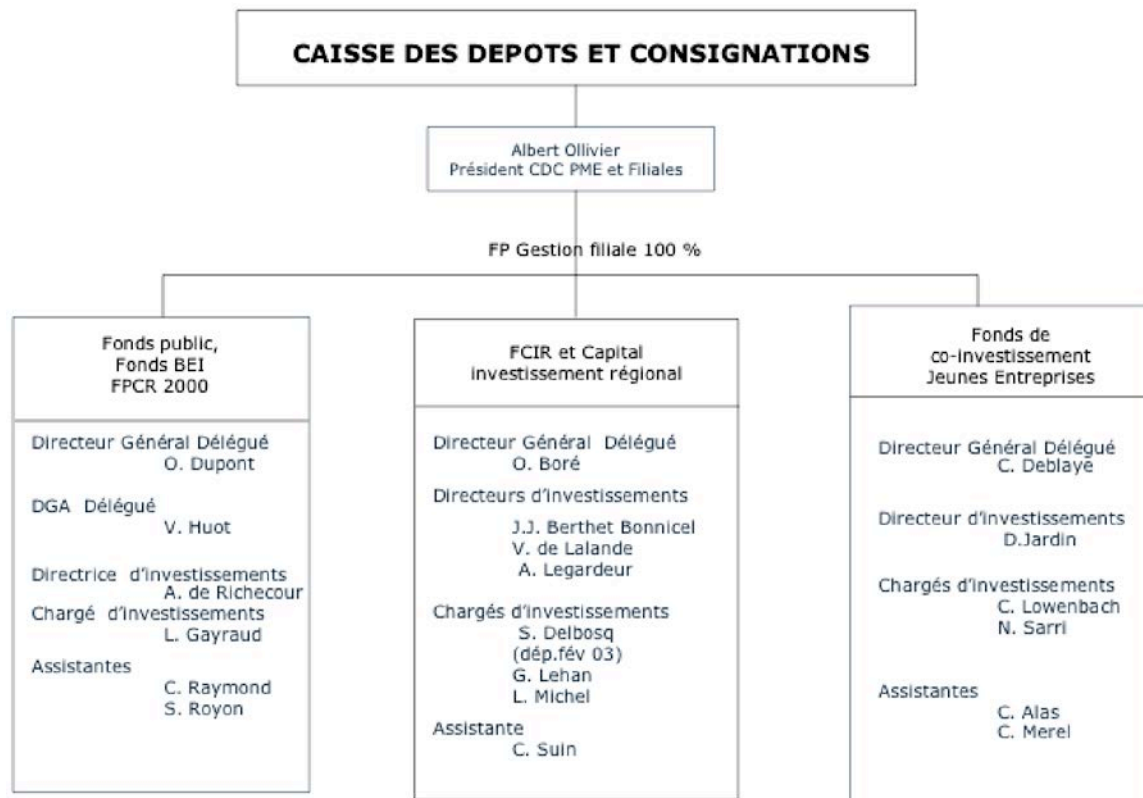 CAISSE DES DEPOTS ET CONSIGNATIONS
Albert Ollivier
Président CDC PME et Filiales
FP Gestion filiale 100 %
Fonds public,
Fonds BEI
FPCR 2000
Directeur Général Délégué
O. Dupont
DGA Délégué
V. Huot
Directrice d'investissements
A. de Richecour
Chargé d'investissements
L. Gayraud
Assistantes
C. Raymond
S. Royon
FCIR et Capital
investissement régional
Directeur Général Délégué
O. Boré
Directeurs d'investissements
J.J. Berthet Bonnicel
V. de Lalande
A. Legardeur
Chargés d'investissements
S. Delbosq
(dép.fév 03)
G. Lehan
L. Michel
Assistante
C. Suin
Fonds de
co-investissement
Jeunes Entreprises
Directeur Général Délégué
C. Deblaye
Directeur d'investissements
D.Jardin
Chargés d'investissements
C. Lowenbach
N. Sarri
Assistantes
C. Alas
C. Merel